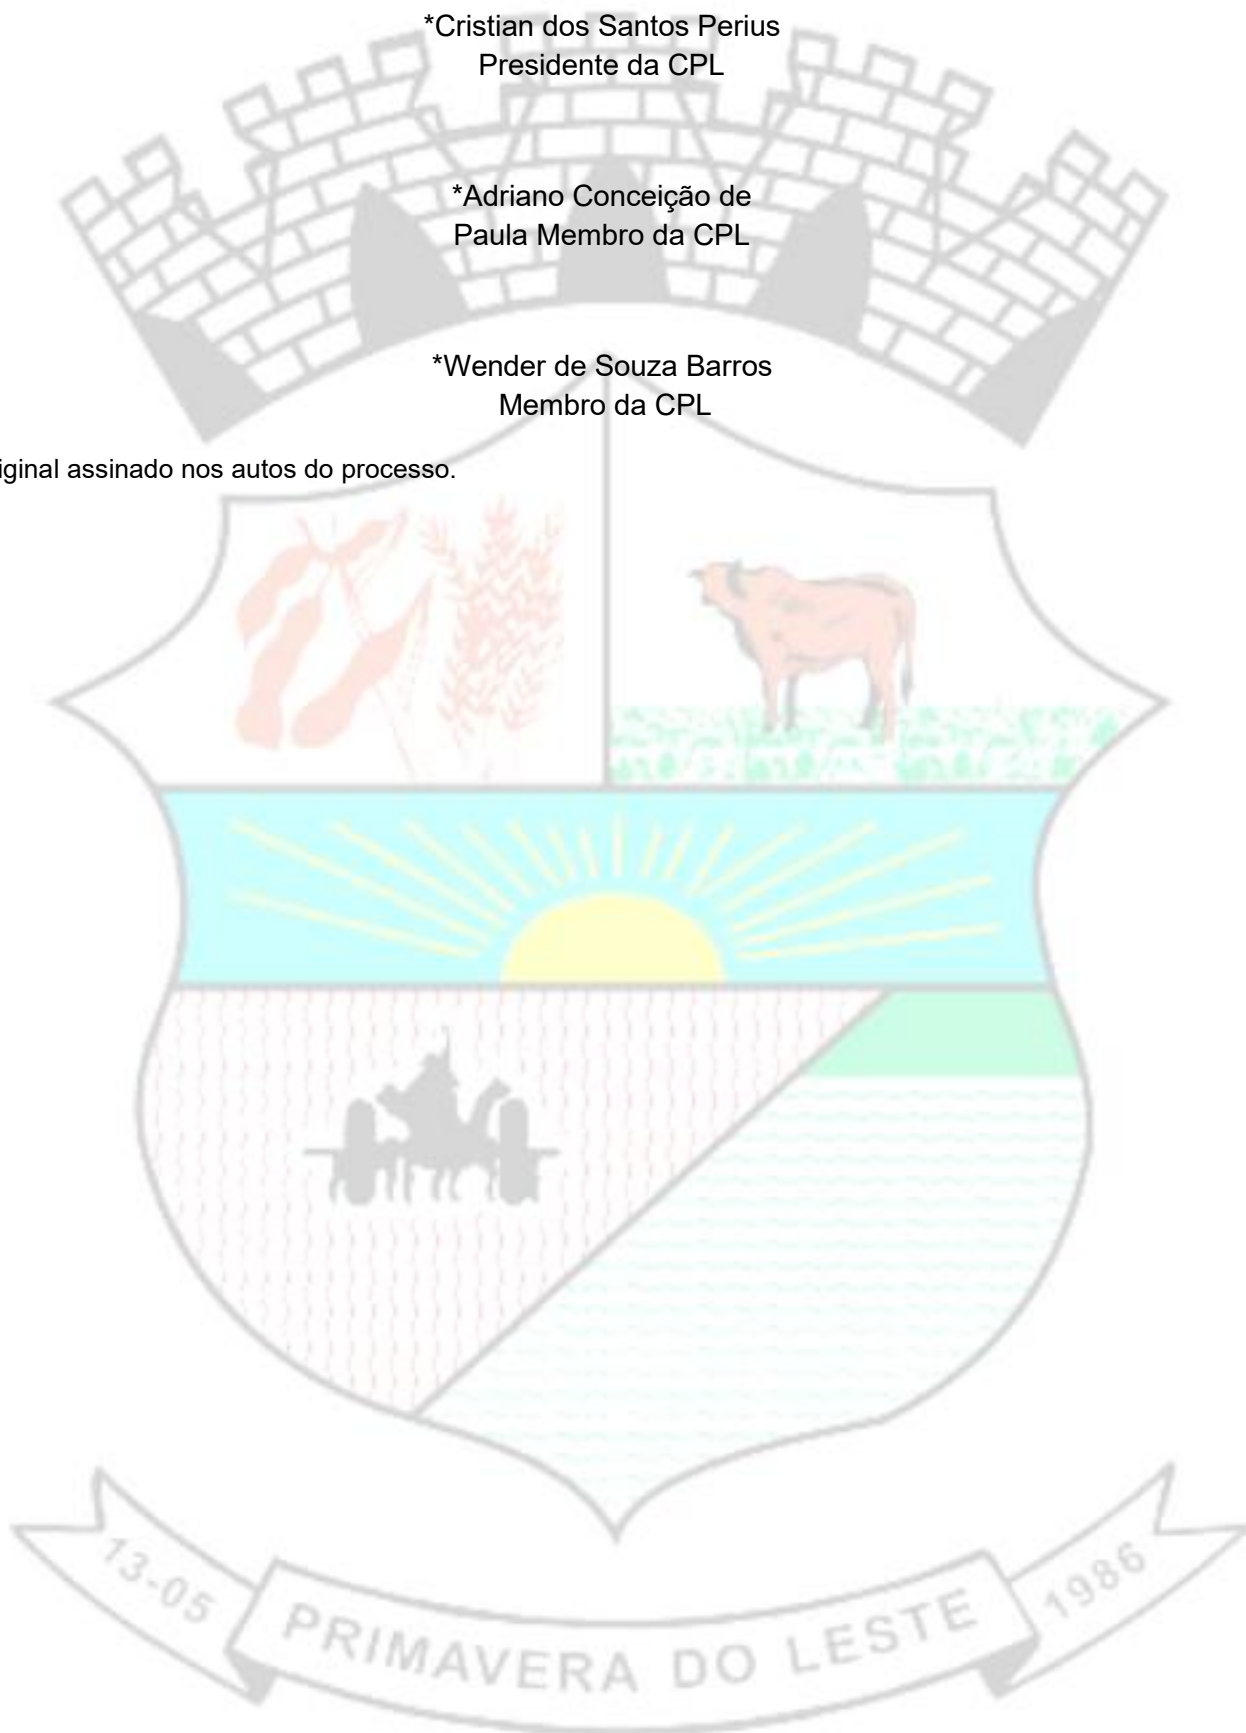 *Cristian dos Santos Perius
Presidente da CPL
*Adriano Conceição de
Paula Membro da CPL
*Wender de Souza Barros
Membro da CPL
iginal assinado nos autos do processo.
13-05
PRIMAVERA DO LESTE
1986